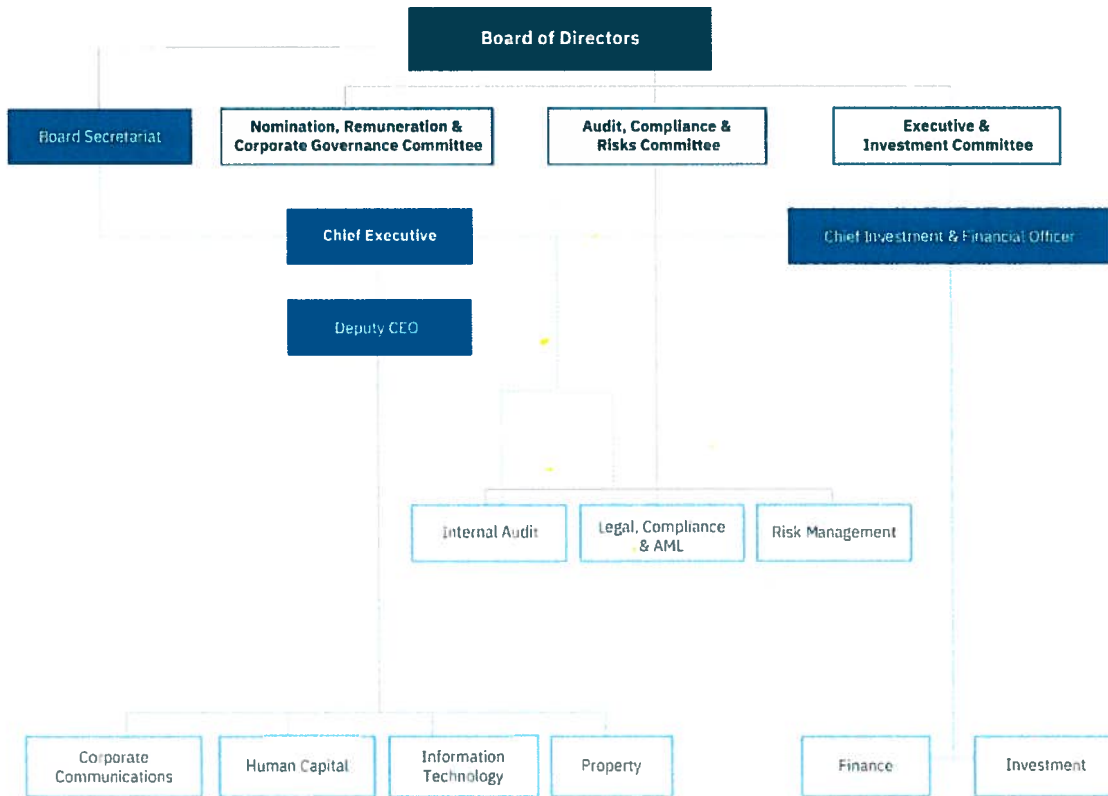 Board of Directors
Board Secretariat
Nomination, Remuneration &
Corporate Governance Committee
Audit, Compliance &
Risks Committee
Executive &
Investment Committee
Chief Executive
Chief Investment & Financial Officer
Deputy CEO
Internal Audit
Legal, Compliance
& AML
Risk Management
Corporate
Communications
Human Capital
Information
Technology
Property
Finance
Investment